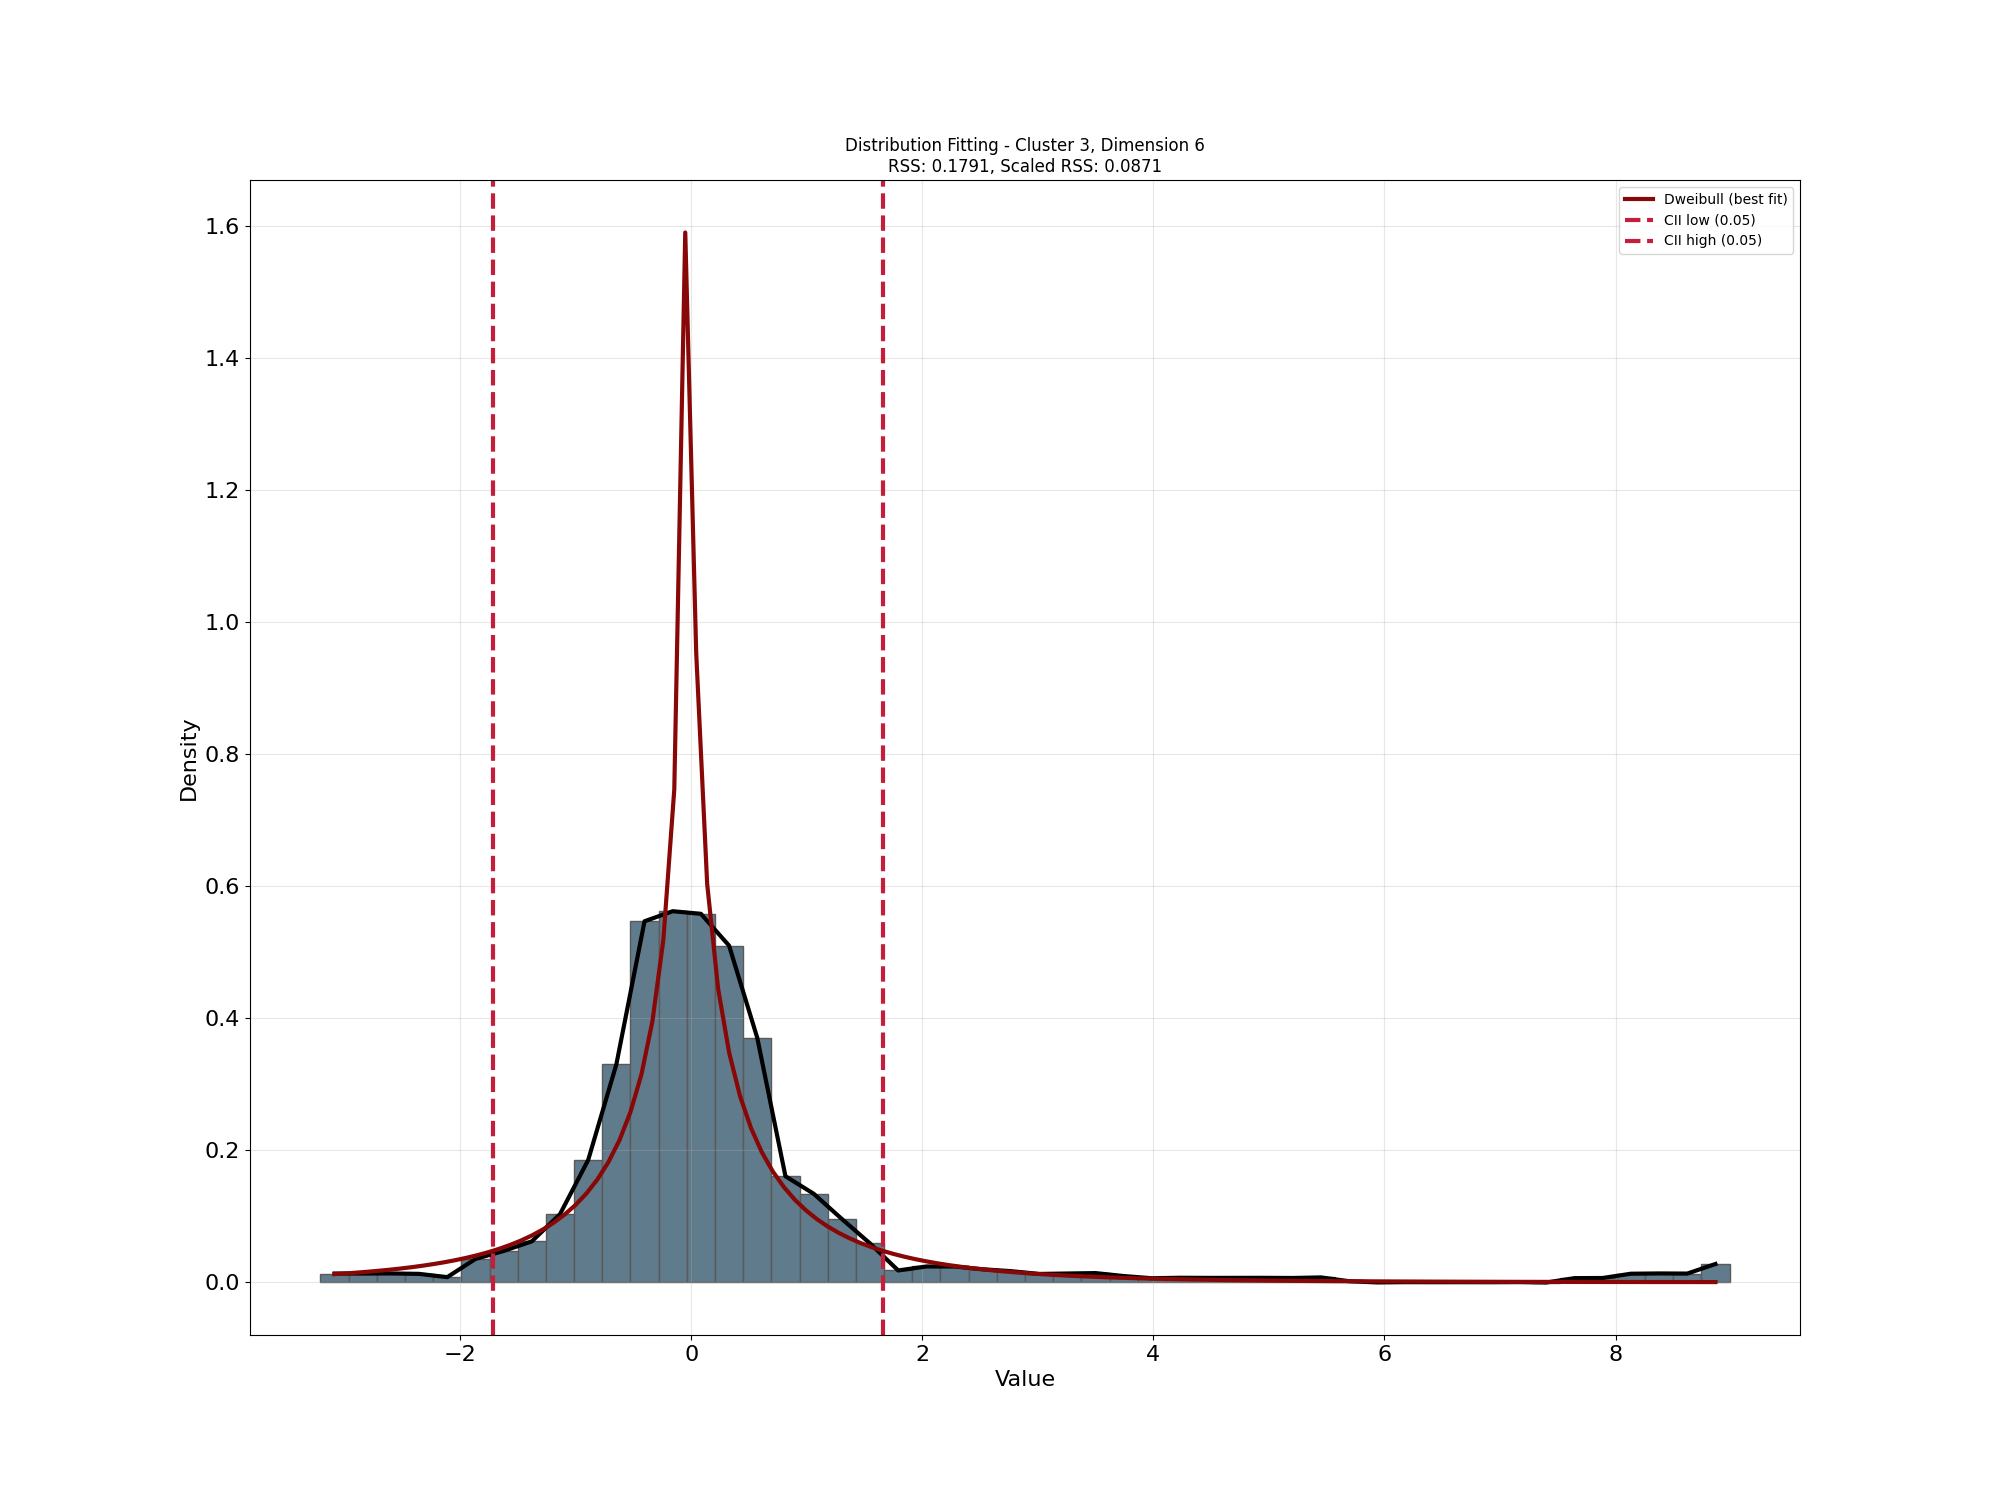 Distribution Fitting - Cluster 3, Dimension 6
RSS: 0.1791, Scaled RSS: 0.0871
Dweibull (best fit)
CII low (0.05)
CII high (0.05)
1.6
1.4
1.2
1.0
0.8
0.6
0.4
0.2
0.0
Density
−2 0 2 4 6 8
Value